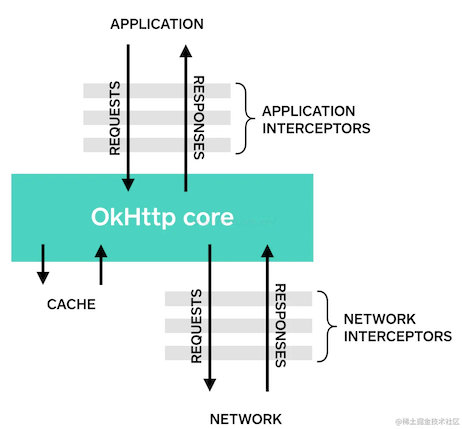 APPLICATION
REQUESTS
RESPONSES
APPLICATION
INTERCEPTORS
OkHttp core
CACHE
REQUESTS
RESPONSES
NETWORK
INTERCEPTORS
NETWORK
@稀土掘金技术社区